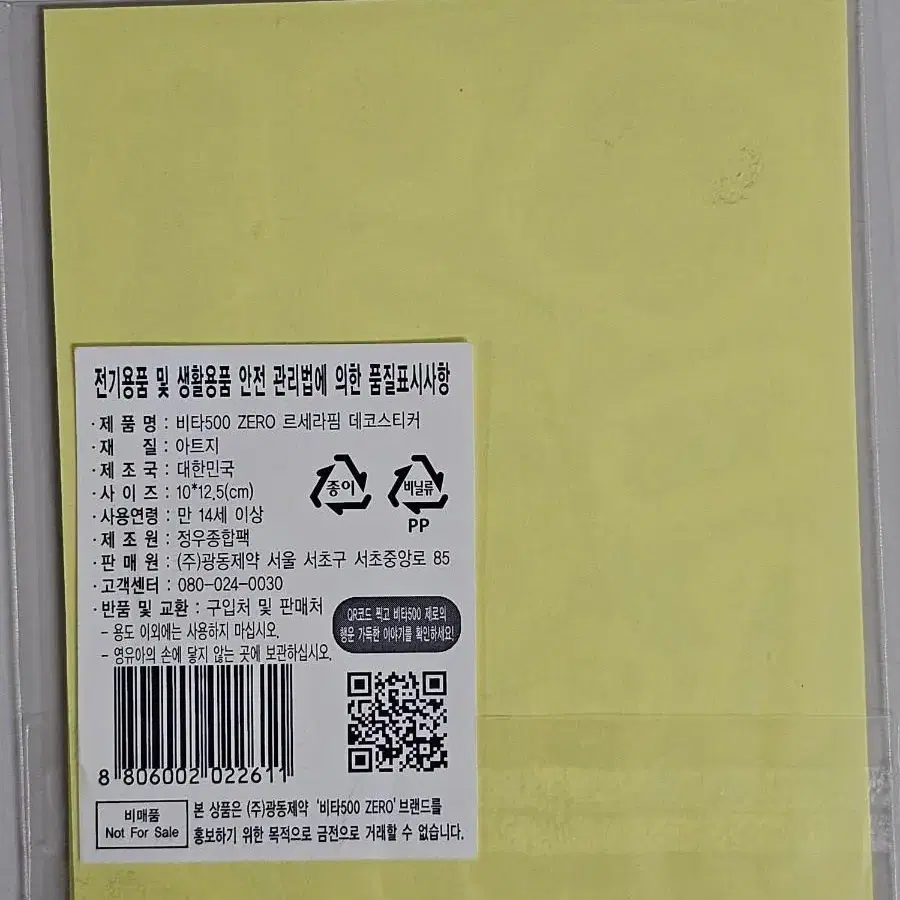 전기용품 및 생활용품 안전 관리법에 의한 품질표시사항
· 제 품 명 : 비타500 ZERO 르세라핌 데코스티커
· 재 질 : 아트지
· 제 조 국 : 대한민국
· 사 이 즈 : 10*12.5(cm)
· 사용연령 : 만 14세 이상
· 제 조 원 : 정우종합팩
· 판 매 원 : (주)광동제약 서울 서초구 서초중앙로 85
· 고객센터 : 080-024-0030
· 반품 및 교환 : 구입처 및 판매처
- 용도 이외에는 사용하지 마십시오.
- 영유아의 손에 닿지 않는 곳에 보관하십시오.
종이
비닐류
PP
QR코드 찍고 비타500 제로의
행운 가득한 이야기를 확인하세요!
8 806002 022611
비매품
Not For Sale
본 상품은 (주)광동제약 '비타500 ZERO' 브랜드를
홍보하기 위한 목적으로 금전으로 거래할 수 없습니다.